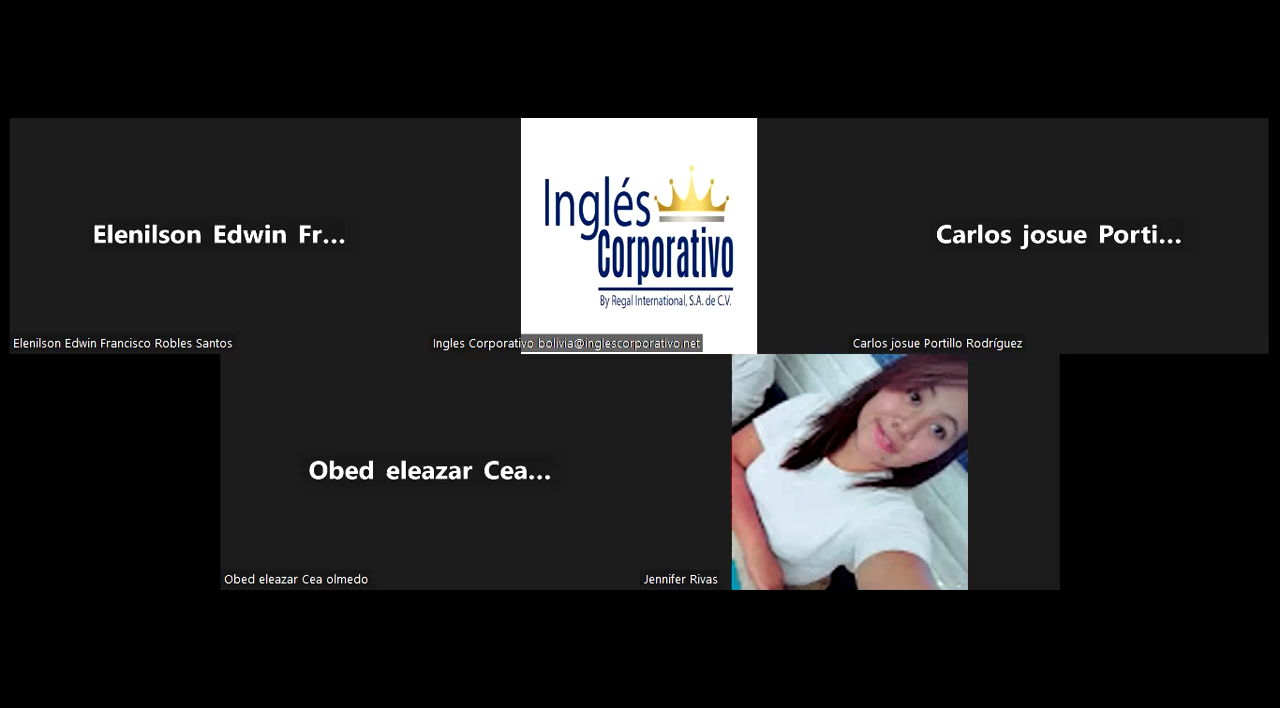 Elenilson Edwin Fr...
Elenilson Edwin Francisco Robles Santos
Inglés
Corporativo
By Regal International, S.A. de C.V.
Ingles Corporativo bolivia@inglescorporativo.net
Carlos josue Porti...
Carlos josue Portillo Rodríguez
Obed eleazar Cea...
Obed eleazar Cea olmedo
Jennifer Rivas